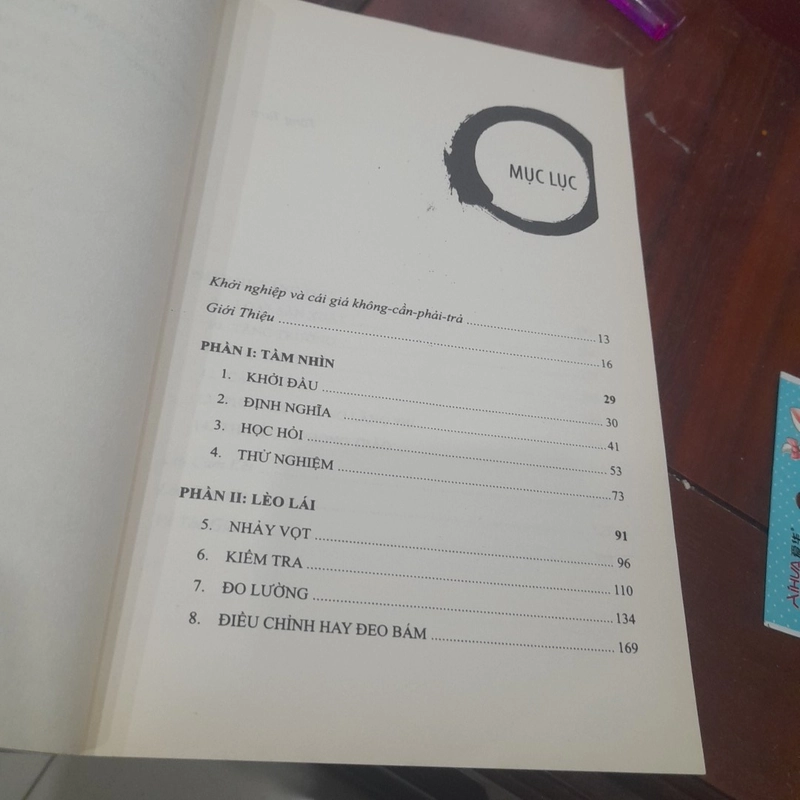 MỤC LỤC
Khởi nghiệp và cái giá không-cần-phải-trả 13
Giới Thiệu 16
PHẦN I: TẦM NHÌN 29
1. KHỞI ĐẦU 30
2. ĐỊNH NGHĨA 41
3. HỌC HỎI 53
4. THỬ NGHIỆM 73
PHẦN II: LÈO LÁI 91
5. NHẢY VỌT 96
6. KIỂM TRA 110
7. ĐO LƯỜNG 134
8. ĐIỀU CHỈNH HAY ĐEO BÁM 169
AIHUA